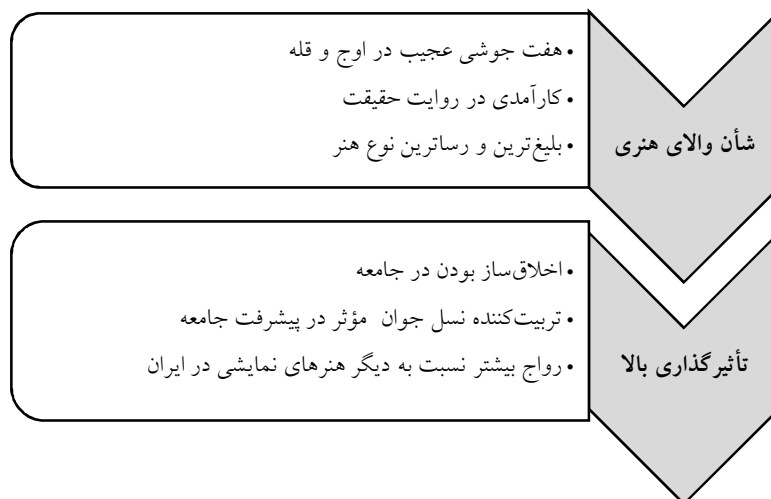 شأن والای هنری
• هفت جوشی عجیب در اوج و قله
• کارآمدی در روایت حقیقت
• بلیغ‌ترین و رساترین نوع هنر
تأثیرگذاری بالا
• اخلاق‌ساز بودن در جامعه
• تربیت‌کننده نسل جوان مؤثر در پیشرفت جامعه
• رواج بیشتر نسبت به دیگر هنرهای نمایشی در ایران